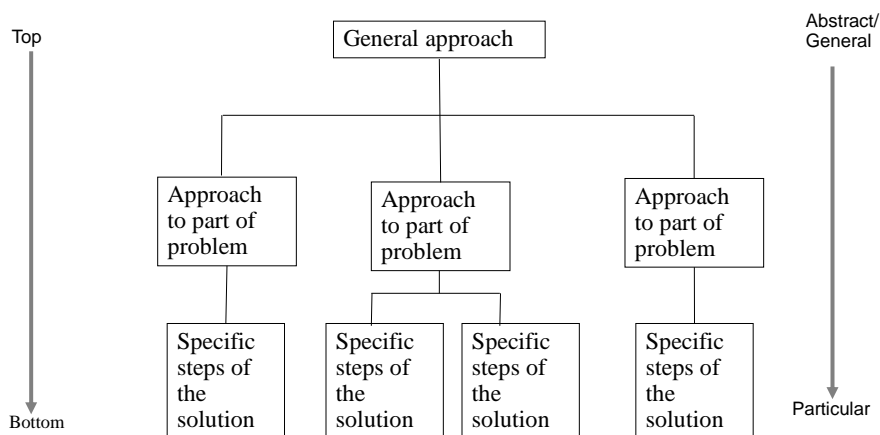 Top
General approach
Abstract/
General
Approach
to part of
problem
Approach
to part of
problem
Approach
to part of
problem
Specific
steps of
the
solution
Specific
steps of
the
solution
Specific
steps of
the
solution
Specific
steps of
the
solution
Bottom
Particular